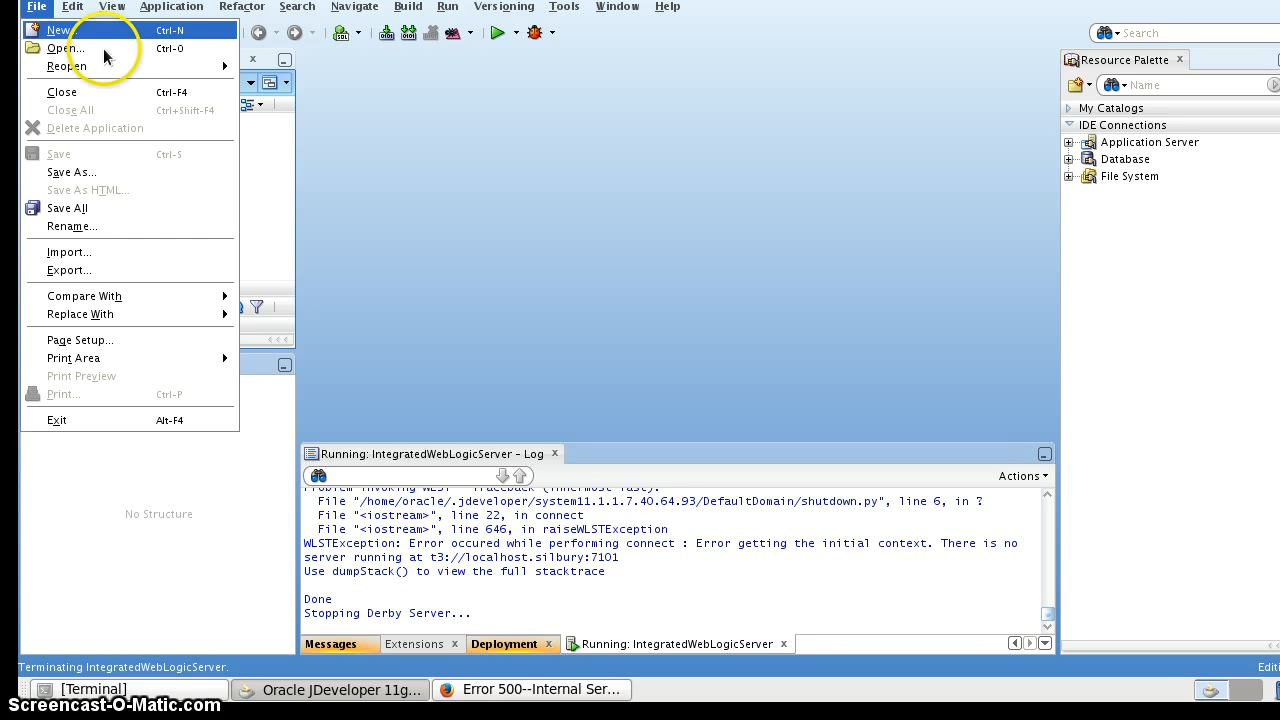 File Edit View Application Refactor Search Navigate Build Run Versioning Tools Window Help
New... Ctrl-N
Open... Ctrl-O
Reopen
Close Ctrl-F4
Close All Ctrl+Shift-F4
Delete Application
Save Ctrl-S
Save As...
Save As HTML...
Save All
Rename...
Import...
Export...
Compare With
Replace With
Page Setup...
Print Area
Print Preview
Print... Ctrl-P
Exit Alt-F4
No Structure
Search
Resource Palette
Name
My Catalogs
IDE Connections
Application Server
Database
File System
Running: IntegratedWebLogicServer - Log
Actions
File "/home/oracle/.jdeveloper/system11.1.1.7.40.64.93/DefaultDomain/shutdown.py", line 6, in ?
File "<iostream>", line 22, in connect
File "<iostream>", line 646, in raiseWLSTException
WLSTException: Error occured while performing connect : Error getting the initial context. There is no
server running at t3://localhost.silbury:7101
Use dumpStack() to view the full stacktrace
Done
Stopping Derby Server...
Messages Extensions Deployment Running: IntegratedWebLogicServer
Terminating IntegratedWebLogicServer. Editi
[Terminal] Oracle JDeveloper 11g... Error 500--Internal Ser...
Screencast-O-Matic.com